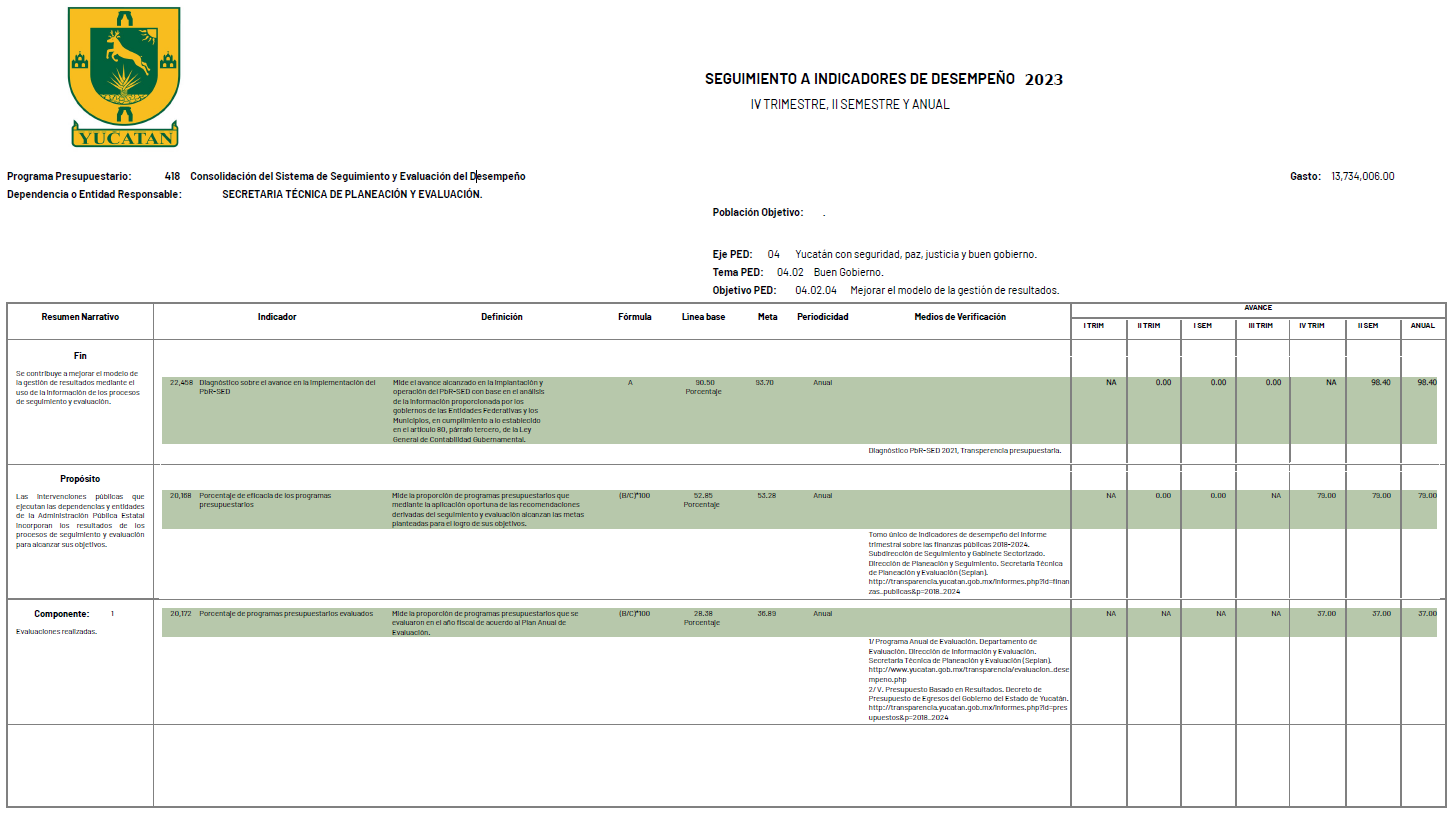 YUCATAN
SEGUIMIENTO A INDICADORES DE DESEMPEÑO 2023
IV TRIMESTRE, II SEMESTRE Y ANUAL
Programa Presupuestario: 418 Consolidación del Sistema de Seguimiento y Evaluación del Desempeño
Gasto: 13,734,006.00
Dependencia o Entidad Responsable: SECRETARIA TÉCNICA DE PLANEACIÓN Y EVALUACIÓN.
Población Objetivo: .
Eje PED: 04 Yucatán con seguridad, paz, justicia y buen gobierno.
Tema PED: 04.02 Buen Gobierno.
Objetivo PED: 04.02.04 Mejorar el modelo de la gestión de resultados.
Resumen Narrativo Indicador Definición Fórmula Linea base Meta Periodicidad Medios de Verificación AVANCE
I TRIM II TRIM I SEM III TRIM IV TRIM II SEM ANUAL
Fin
Se contribuye a mejorar el modelo de
la gestión de resultados mediante el
uso de la información de los procesos
de seguimiento y evaluación.
22,458 Diagnóstico sobre el avance en la implementación del
PbR-SED
Mide el avance alcanzado en la implantación y
operación del PbR-SED con base en el análisis
de la información proporcionada por los
gobiernos de las Entidades Federativas y los
Municipios, en cumplimiento a lo establecido
en el artículo 80, párrafo tercero, de la Ley
General de Contabilidad Gubernamental.
A 90.50 93.70 Anual
Porcentaje
NA 0.00 0.00 0.00 NA 98.40 98.40
Diagnóstico PbR-SED 2021, Transperencia presupuestaria.
Propósito
Las intervenciones públicas que
ejecutan las dependencias y entidades
de la Administración Pública Estatal
incorporan los resultados de los
procesos de seguimiento y evaluación
para alcanzar sus objetivos.
20,168 Porcentaje de eficacia de los programas
presupuestarios
Mide la proporción de programas presupuestarios que
mediante la aplicación oportuna de las recomendaciones
derivadas del seguimiento y evaluación alcanzan las metas
planteadas para el logro de sus objetivos.
(B/C)*100 52.85 53.28 Anual
Porcentaje
NA 0.00 0.00 NA 79.00 79.00 79.00
Tomo único de indicadores de desempeño del informe
trimestral sobre las finanzas públicas 2018-2024.
Subdirección de Seguimiento y Gabinete Sectorizado.
Dirección de Planeación y Seguimiento. Secretaría Técnica
de Planeación y Evaluación (Seplan).
http://transparencia.yucatan.gob.mx/informes.php?id=finan
zas_publicas&p=2018_2024
Componente: 1
Evaluaciones realizadas.
20,172 Porcentaje de programas presupuestarios evaluados
Mide la proporción de programas presupuestarios que se
evaluaron en el año fiscal de acuerdo al Plan Anual de
Evaluación.
(B/C)*100 28.38 36.89 Anual
Porcentaje
NA NA NA NA 37.00 37.00 37.00
1/ Programa Anual de Evaluación. Departamento de
Evaluación. Dirección de Información y Evaluación.
Secretaría Técnica de Planeación y Evaluación (Seplan).
http://www.yucatan.gob.mx/transparencia/evaluacion_dese
mpeno.php
2/ V. Presupuesto Basado en Resultados. Decreto de
Presupuesto de Egresos del Gobierno del Estado de Yucatán.
http://transparencia.yucatan.gob.mx/informes.php?id=pres
upuestos&p=2018_2024